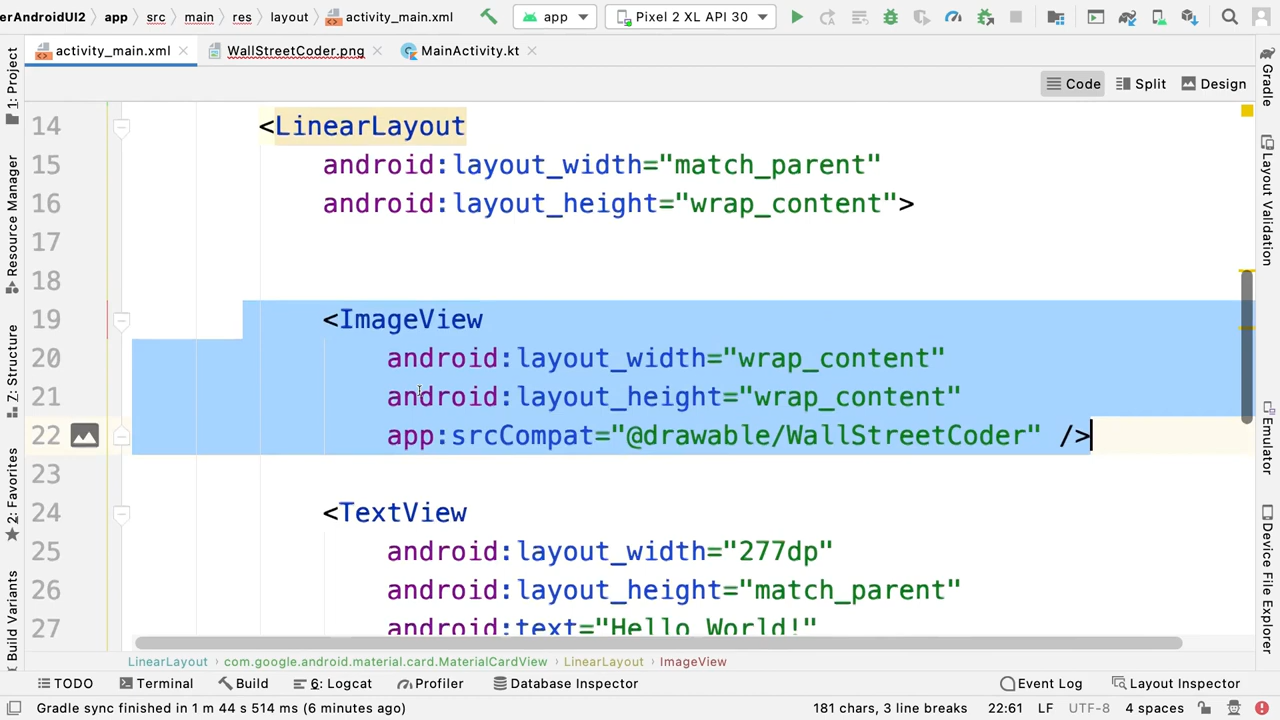 erAndroidUI2 › app › src › main › res › layout › activity_main.xml app Pixel 2 XL API 30
activity_main.xml WallStreetCoder.png MainActivity.kt
Code Split Design
14 <LinearLayout
15 android:layout_width="match_parent"
16 android:layout_height="wrap_content">
17
18
19 <ImageView
20 android:layout_width="wrap_content"
21 android:layout_height="wrap_content"
22 app:srcCompat="@drawable/WallStreetCoder" />
23
24 <TextView
25 android:layout_width="277dp"
26 android:layout_height="match_parent"
27 android:text="Hello World!"
LinearLayout › com.google.android.material.card.MaterialCardView › LinearLayout › ImageView
TODO Terminal Build 6: Logcat Profiler Database Inspector Event Log Layout Inspector
Gradle sync finished in 1 m 44 s 514 ms (6 minutes ago) 181 chars, 3 line breaks 22:61 LF UTF-8 4 spaces
1: Project
Resource Manager
Z: Structure
2: Favorites
Build Variants
Gradle
Layout Validation
Emulator
Device File Explorer